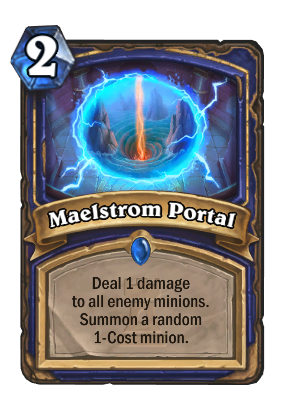 2
Maelstrom Portal
Deal 1 damage
to all enemy minions.
Summon a random
1-Cost minion.